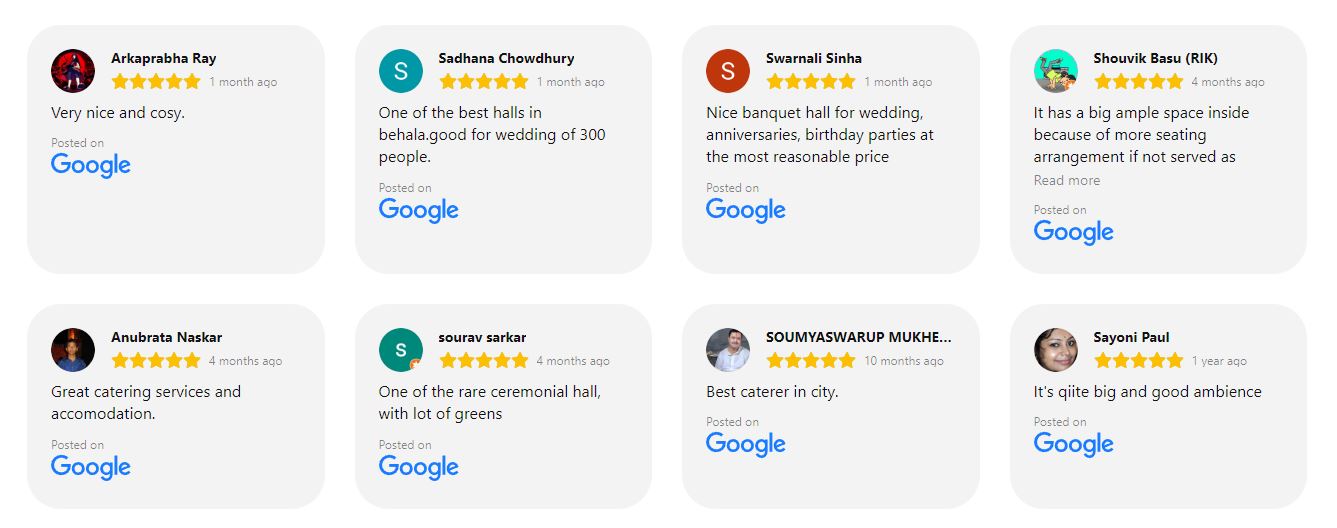 Arkaprabha Ray
1 month ago
Very nice and cosy.
Posted on
Google
S
Sadhana Chowdhury
1 month ago
One of the best halls in
behala.good for wedding of 300
people.
Posted on
Google
S
Swarnali Sinha
1 month ago
Nice banquet hall for wedding,
anniversaries, birthday parties at
the most reasonable price
Posted on
Google
Shouvik Basu (RIK)
4 months ago
It has a big ample space inside
because of more seating
arrangement if not served as
Read more
Posted on
Google
Anubrata Naskar
4 months ago
Great catering services and
accomodation.
Posted on
Google
s
sourav sarkar
4 months ago
One of the rare ceremonial hall,
with lot of greens
Posted on
Google
SOUMYASWARUP MUKHE...
10 months ago
Best caterer in city.
Posted on
Google
Sayoni Paul
1 year ago
It's qiite big and good ambience
Posted on
Google